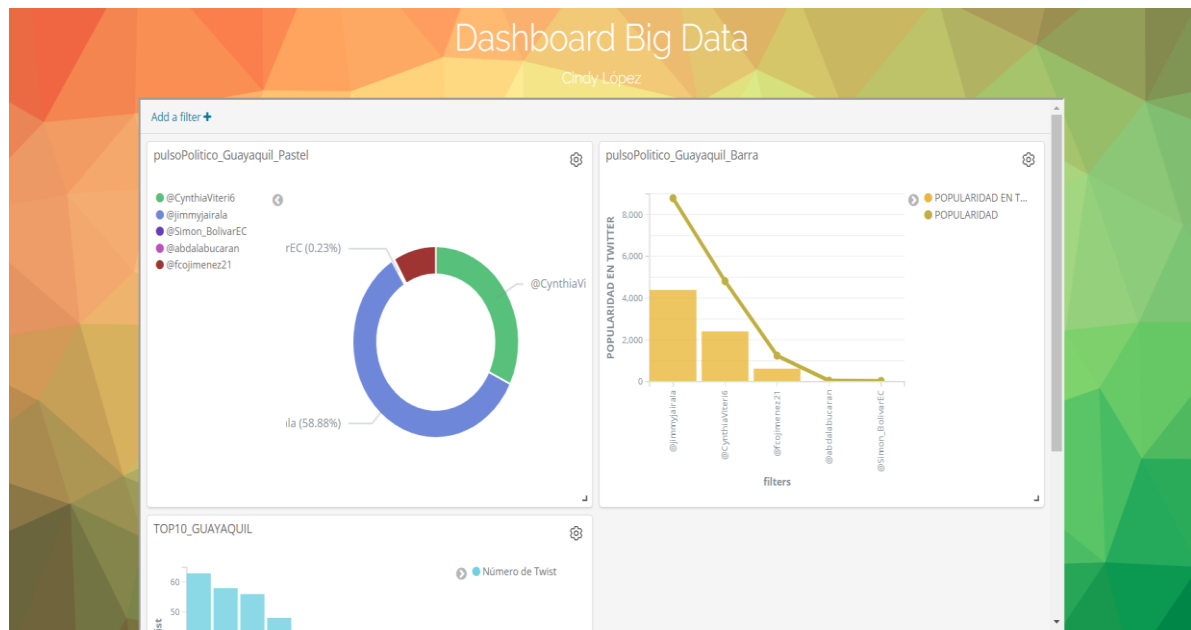 Dashboard Big Data
Cindy López
Add a filter +
pulsoPolitico_Guayaquil_Pastel
@CynthiaViteri6
@jimmyjairala
@Simon_BolivarEC
@abdalabucaran
@fcojimenez21
rEC (0.23%)
@CynthiaVi
la (58.88%)
pulsoPolitico_Guayaquil_Barra
POPULARIDAD EN T...
POPULARIDAD
POPULARIDAD EN TWITTER
8,000
6,000
4,000
2,000
0
@jimmyjairala
@CynthiaViteri6
@fcojimenez21
@abdalabucaran
@Simon_BolivarEC
filters
TOP10_GUAYAQUIL
Número de Twist
60
50
ist